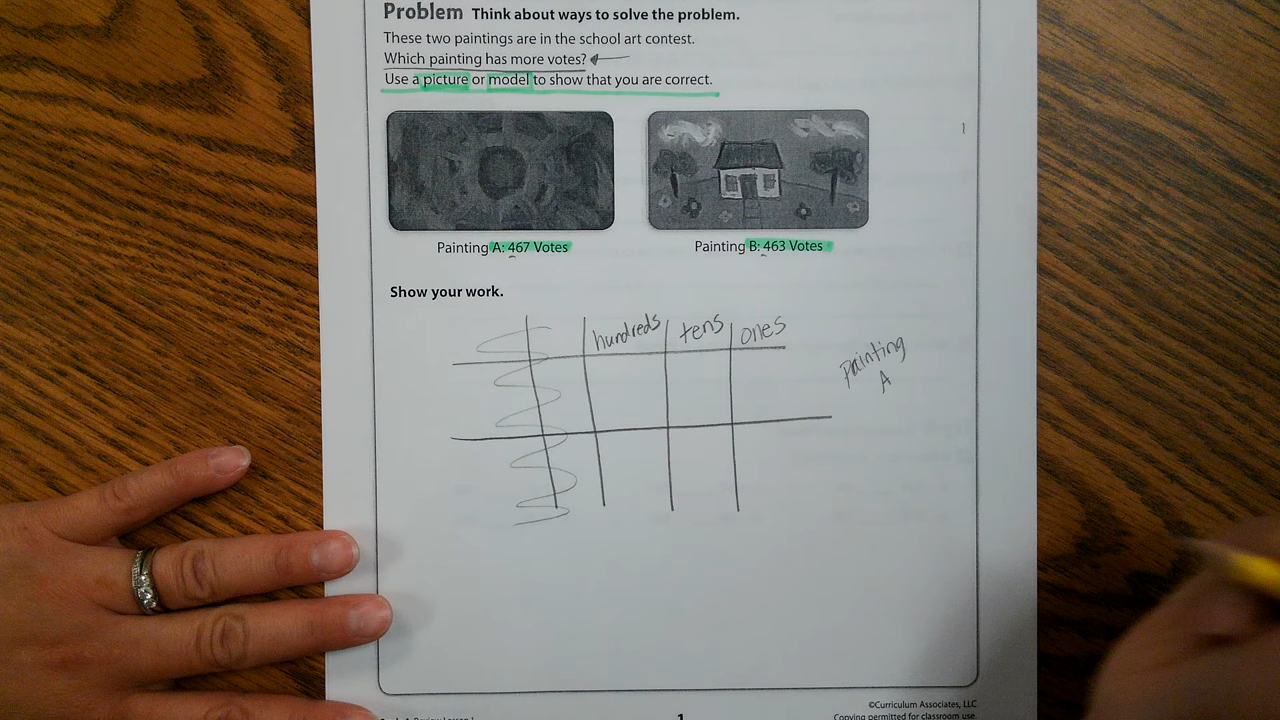 Problem Think about ways to solve the problem.
These two paintings are in the school art contest.
Which painting has more votes?
Use a picture or model to show that you are correct.
Painting A: 467 Votes
Painting B: 463 Votes
Show your work.
hundreds tens ones
Painting
A
1
©Curriculum Associates, LLC
Copying permitted for classroom use.